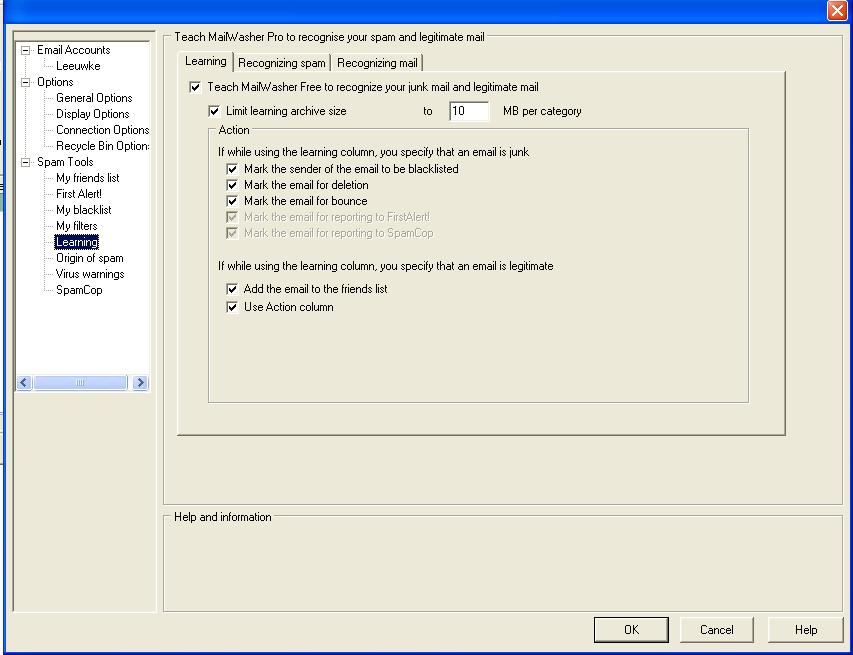 Email Accounts
Leeuwke
Options
General Options
Display Options
Connection Options
Recycle Bin Option
Spam Tools
My friends list
First Alert!
My blacklist
My filters
Learning
Origin of spam
Virus warnings
SpamCop
Teach MailWasher Pro to recognise your spam and legitimate mail
Learning
Recognizing spam
Recognizing mail
Teach MailWasher Free to recognize your junk mail and legitimate mail
Limit learning archive size to 10 MB per category
Action
If while using the learning column, you specify that an email is junk
Mark the sender of the email to be blacklisted
Mark the email for deletion
Mark the email for bounce
Mark the email for reporting to FirstAlert!
Mark the email for reporting to SpamCop
If while using the learning column, you specify that an email is legitimate
Add the email to the friends list
Use Action column
Help and information
OK
Cancel
Help